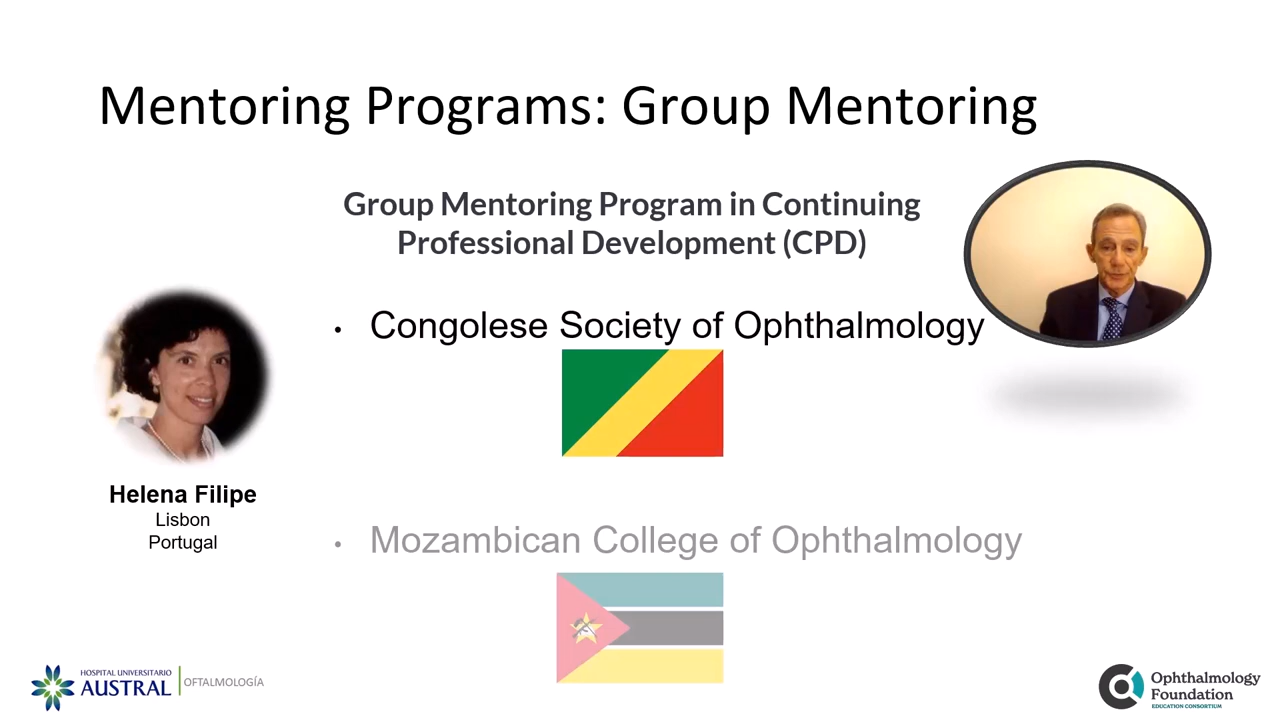 Mentoring Programs: Group Mentoring
Group Mentoring Program in Continuing
Professional Development (CPD)
• Congolese Society of Ophthalmology
Helena Filipe
Lisbon
Portugal
• Mozambican College of Ophthalmology
HOSPITAL UNIVERSITARIO
AUSTRAL
OFTALMOLOGÍA
Ophthalmology
Foundation
EDUCATION CONSORTIUM